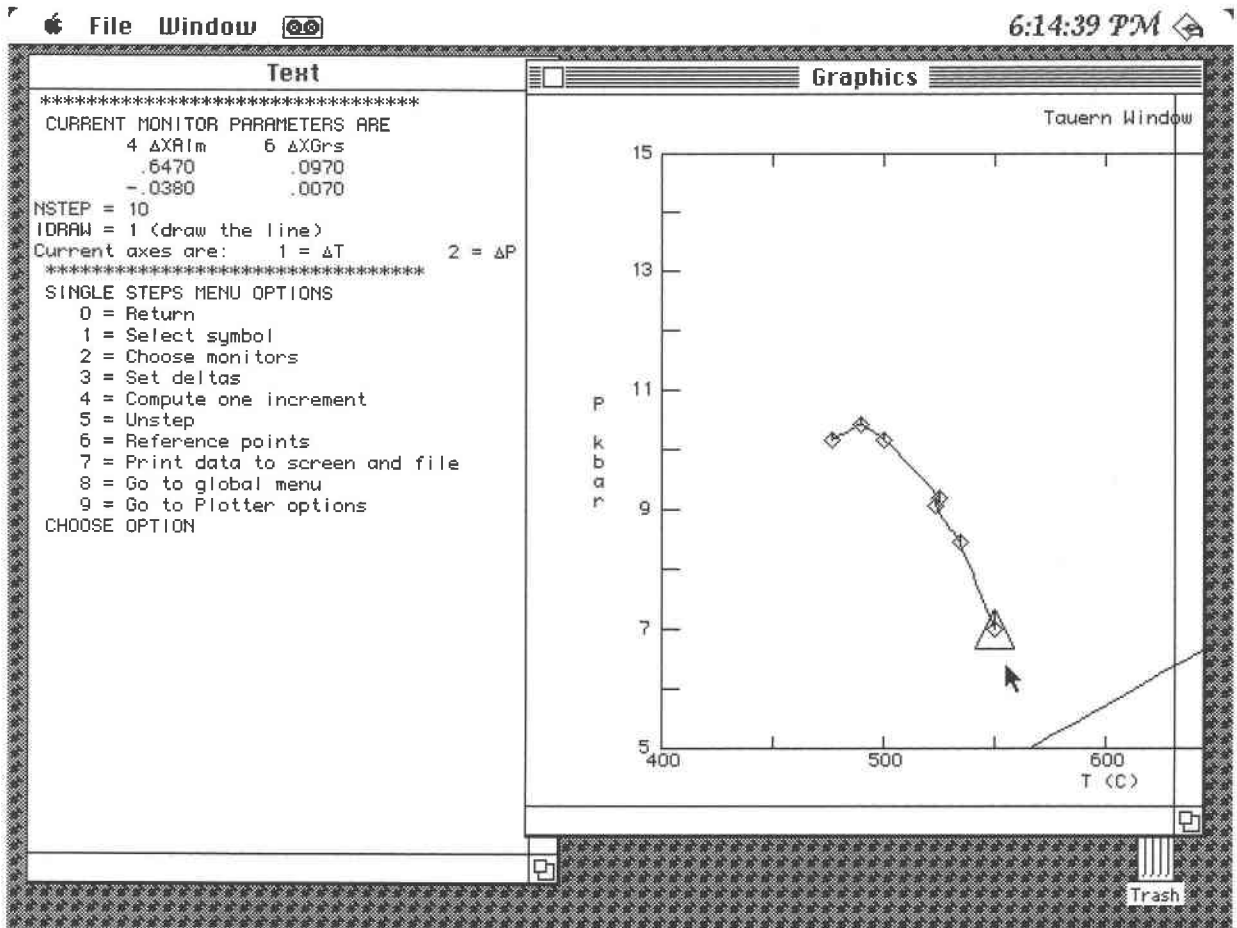 File Window
6:14:39 PM
Text
**********************************
CURRENT MONITOR PARAMETERS ARE
4 ΔXAlm 6 ΔXGrs
.6470 .0970
-.0380 .0070
NSTEP = 10
IDRAW = 1 (draw the line)
Current axes are: 1 = ΔT 2 = ΔP
**********************************
SINGLE STEPS MENU OPTIONS
0 = Return
1 = Select symbol
2 = Choose monitors
3 = Set deltas
4 = Compute one increment
5 = Unstep
6 = Reference points
7 = Print data to screen and file
8 = Go to global menu
9 = Go to Plotter options
CHOOSE OPTION
Graphics
Tauern Window
15
13
11
9
7
5
P kbar
400 500 600
T (C)
Trash